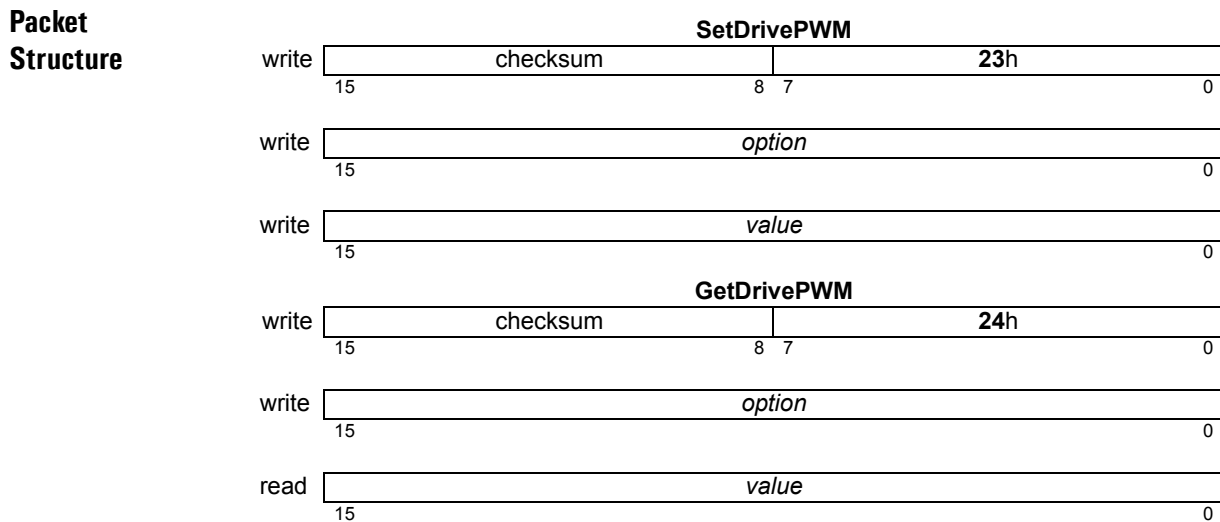 Packet
Structure
SetDrivePWM
write checksum 23h
15 8 7 0
write option
15 0
write value
15 0
GetDrivePWM
write checksum 24h
15 8 7 0
write option
15 0
read value
15 0